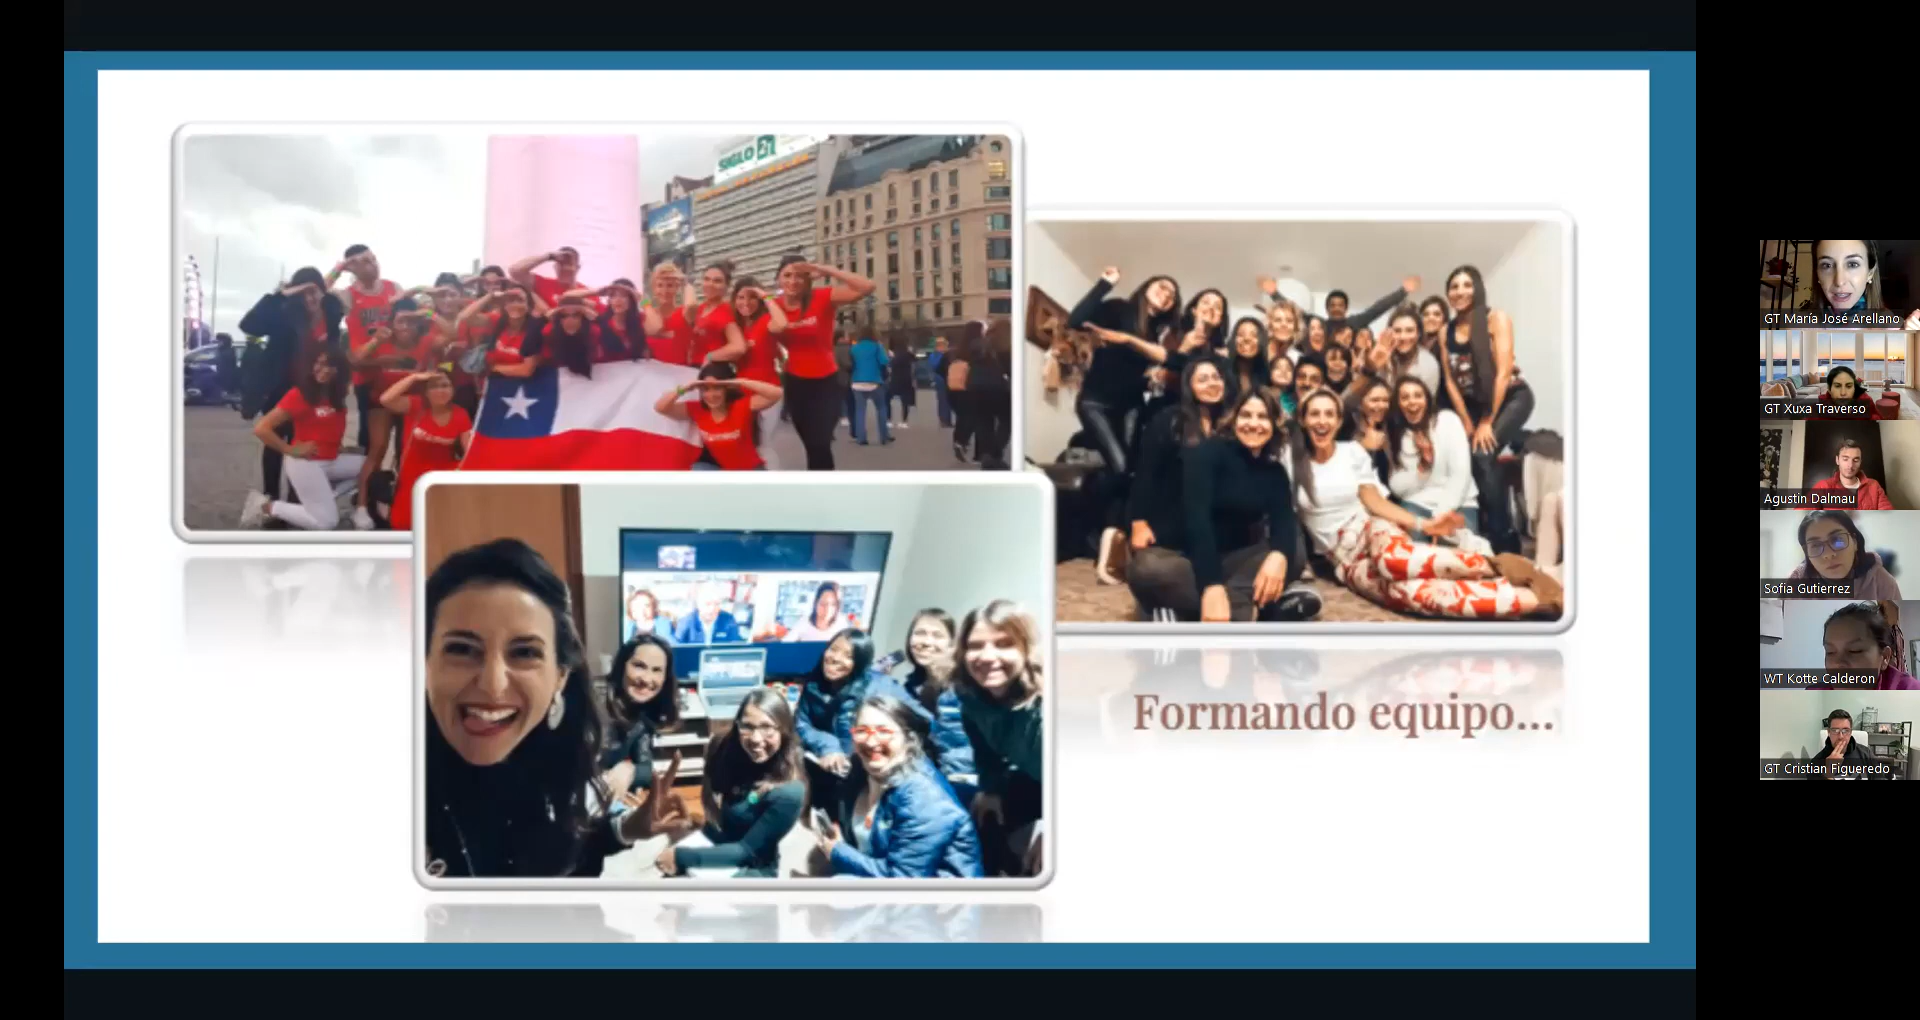 SIGLO 21
Formando equipo...
GT María José Arellano
GT Xuxa Traverso
Agustin Dalmau
Sofia Gutierrez
WT Kotte Calderon
GT Cristian Figueredo